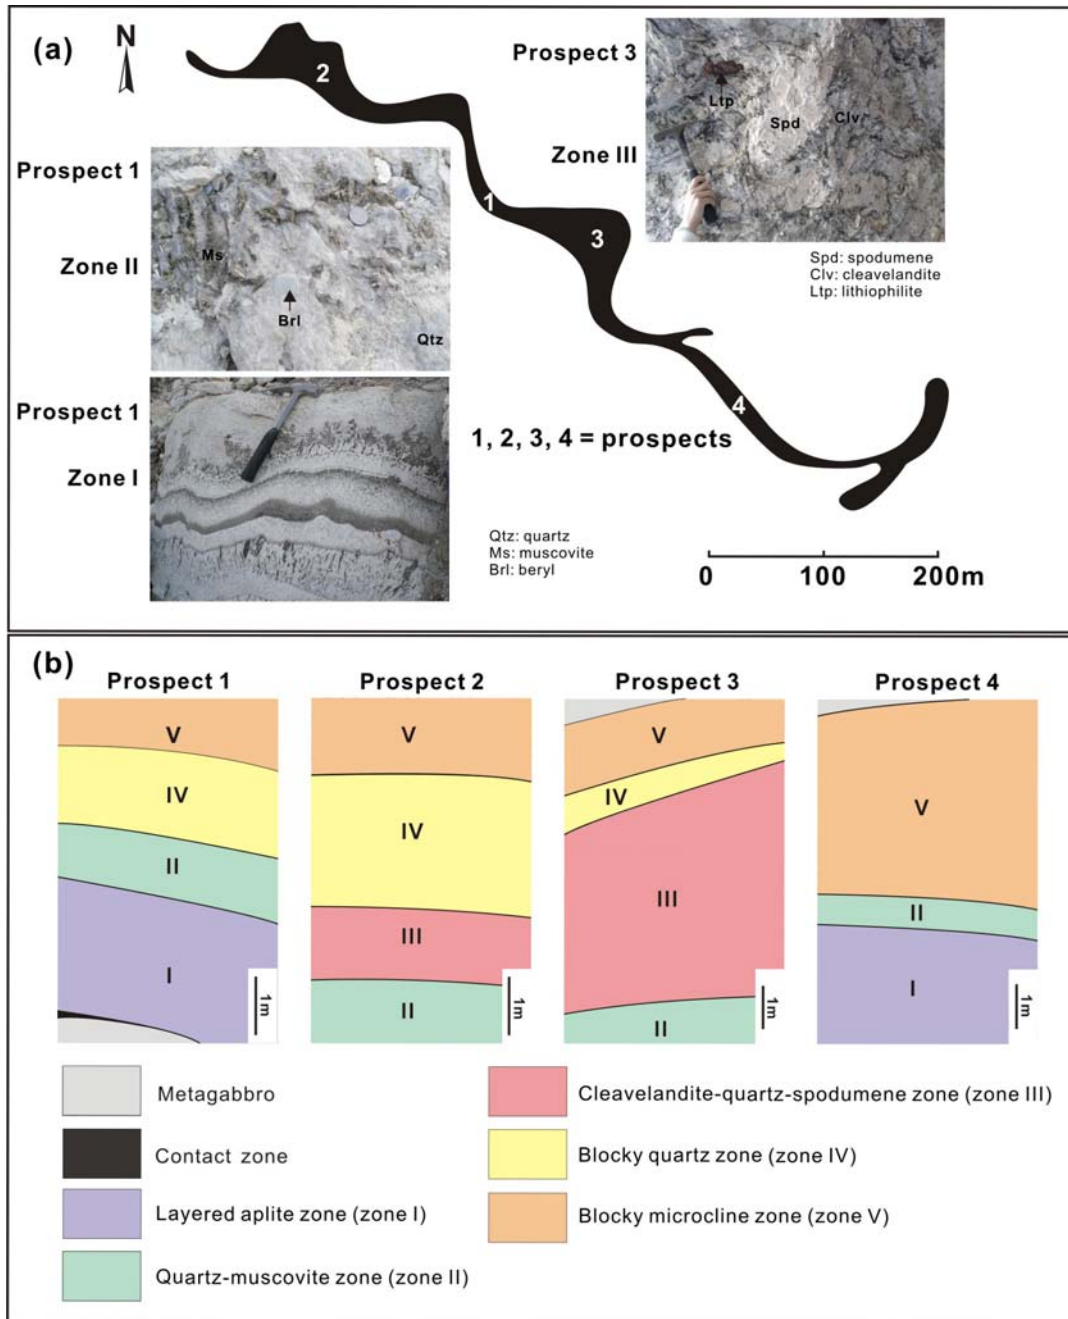 (a)
N
2
Prospect 3
Ltp
Spd
Clv
Zone III
Prospect 1
1
3
Ms
Zone II
Brl
Qtz
Spd: spodumene
Clv: cleavelandite
Ltp: lithiophilite
Prospect 1
Zone I
4
1, 2, 3, 4 = prospects
Qtz: quartz
Ms: muscovite
Brl: beryl
0 100 200m
(b)
Prospect 1 Prospect 2 Prospect 3 Prospect 4
V
IV
II
I
1m
V
IV
III
II
1m
V
IV
III
II
1m
V
II
I
1m
Metagabbro
Contact zone
Layered aplite zone (zone I)
Quartz-muscovite zone (zone II)
Cleavelandite-quartz-spodumene zone (zone III)
Blocky quartz zone (zone IV)
Blocky microcline zone (zone V)